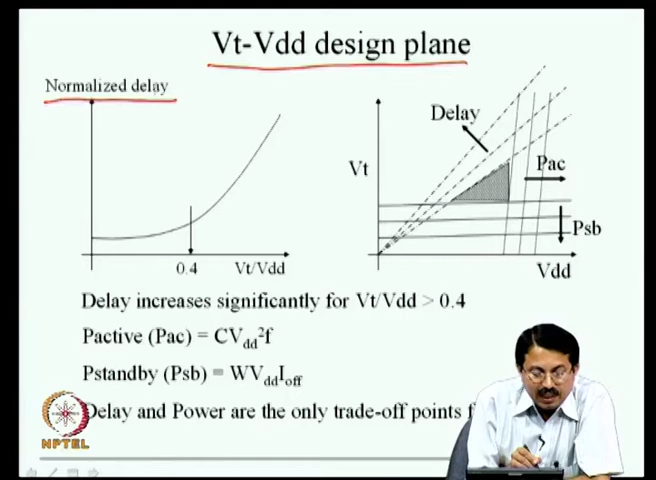 Vt-Vdd design plane
Normalized delay
Delay
Vt
Pac
Psb
0.4
Vt/Vdd
Vdd
Delay increases significantly for Vt/Vdd > 0.4
Pactive (Pac) = CVdd²f
Pstandby (Psb) = WVddIoff
Delay and Power are the only trade-off points
NPTEL